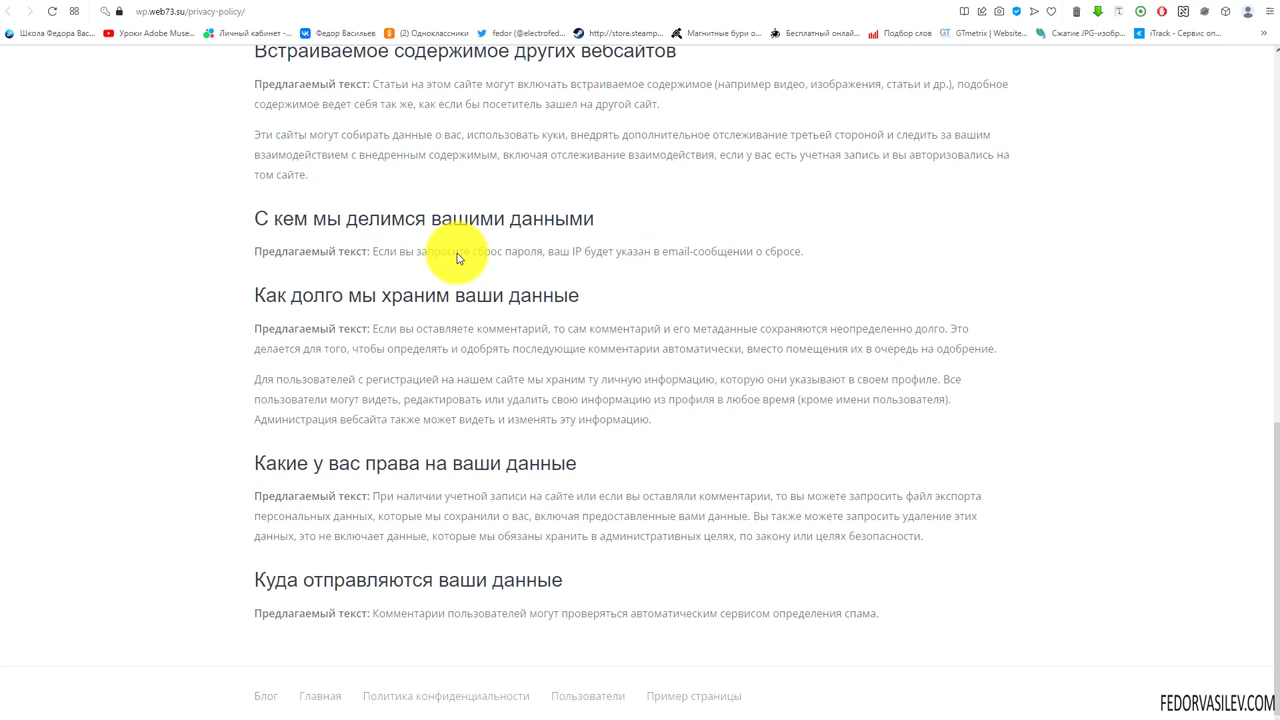 wp.web73.su/privacy-policy/
Школа Федора Вас...
Уроки Adobe Muse...
Личный кабинет -...
Федор Васильев
(2) Одноклассники
fedor (@electrofed...
http://store.steamp...
Магнитные бури о...
Бесплатный онлай...
Подбор слов
GT
GTmetrix | Website...
Сжатие JPG-изобр...
iTrack - Сервис оп...
Встраиваемое содержимое других вебсайтов
Предлагаемый текст: Статьи на этом сайте могут включать встраиваемое содержимое (например видео, изображения, статьи и др.), подобное
содержимое ведет себя так же, как если бы посетитель зашел на другой сайт.
Эти сайты могут собирать данные о вас, использовать куки, внедрять дополнительное отслеживание третьей стороной и следить за вашим
взаимодействием с внедренным содержимым, включая отслеживание взаимодействия, если у вас есть учетная запись и вы авторизовались на
том сайте.
С кем мы делимся вашими данными
Предлагаемый текст: Если вы запросите сброс пароля, ваш IP будет указан в email-сообщении о сбросе.
Как долго мы храним ваши данные
Предлагаемый текст: Если вы оставляете комментарий, то сам комментарий и его метаданные сохраняются неопределенно долго. Это
делается для того, чтобы определять и одобрять последующие комментарии автоматически, вместо помещения их в очередь на одобрение.
Для пользователей с регистрацией на нашем сайте мы храним ту личную информацию, которую они указывают в своем профиле. Все
пользователи могут видеть, редактировать или удалить свою информацию из профиля в любое время (кроме имени пользователя).
Администрация вебсайта также может видеть и изменять эту информацию.
Какие у вас права на ваши данные
Предлагаемый текст: При наличии учетной записи на сайте или если вы оставляли комментарии, то вы можете запросить файл экспорта
персональных данных, которые мы сохранили о вас, включая предоставленные вами данные. Вы также можете запросить удаление этих
данных, это не включает данные, которые мы обязаны хранить в административных целях, по закону или целях безопасности.
Куда отправляются ваши данные
Предлагаемый текст: Комментарии пользователей могут проверяться автоматическим сервисом определения спама.
Блог
Главная
Политика конфиденциальности
Пользователи
Пример страницы
FEDORVASILEV.COM